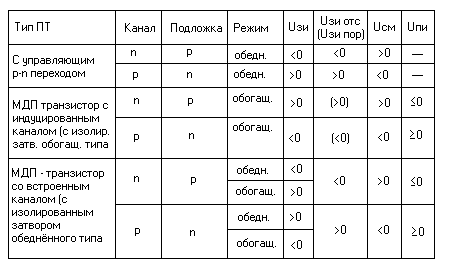 Тип ПТ Канал Подложка Режим Uзи Uзи отс Uсм Uпи
(Uзи пор)
С управляющим n p обедн. <0 <0 >0 —
p-n переходом p n обедн. >0 >0 <0 —
МДП транзистор с n p обогащ. >0 (>0) >0 ≤0
индуцированным
каналом (с изолир. p n обогащ. <0 (<0) <0 ≥0
затв. обогащ. типа
МДП - транзистор n p обедн. <0 <0 >0 ≤0
со встроенным обогащ. >0
каналом (с
изолированным p n обедн. >0 >0 <0 ≥0
затвором
обеднённого типа обогащ. <0